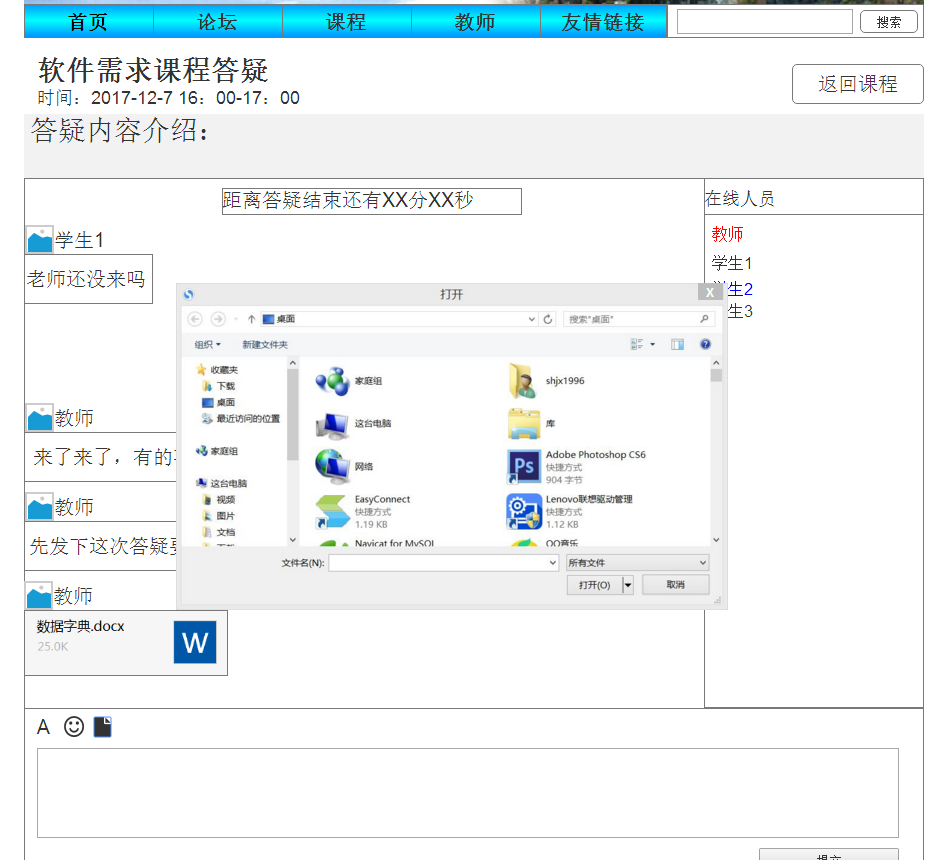 首页 论坛 课程 教师 友情链接 搜索
软件需求课程答疑
时间：2017-12-7 16：00-17：00
返回课程
答疑内容介绍：
距离答疑结束还有XX分XX秒
在线人员
教师
学生1
生2
生3
学生1
老师还没来吗
教师
来了来了，有的
教师
先发下这次答疑
教师
数据字典.docx
25.0K
W
打开
X
桌面
搜索"桌面"
组织
新建文件夹
收藏夹
下载
桌面
最近访问的位置
家庭组
这台电脑
视频
图片
文档
家庭组
shjx1996
这台电脑
库
网络
Ps
Adobe Photoshop CS6
快捷方式
904 字节
EasyConnect
快捷方式
1.19 KB
Lenovo联想驱动管理
快捷方式
1.12 KB
Navicat for MySQL
QQ音乐
文件名(N):
所有文件
打开(O)
取消
A
提交